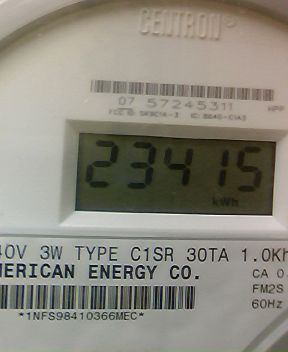 CENTRON®
07 57245311
HPP
23415
kWh
40V 3W TYPE C1SR 30TA 1.0Kh
MERICAN ENERGY CO.
CA 0.
FM2S
60Hz
*1NFS98410366MEC*